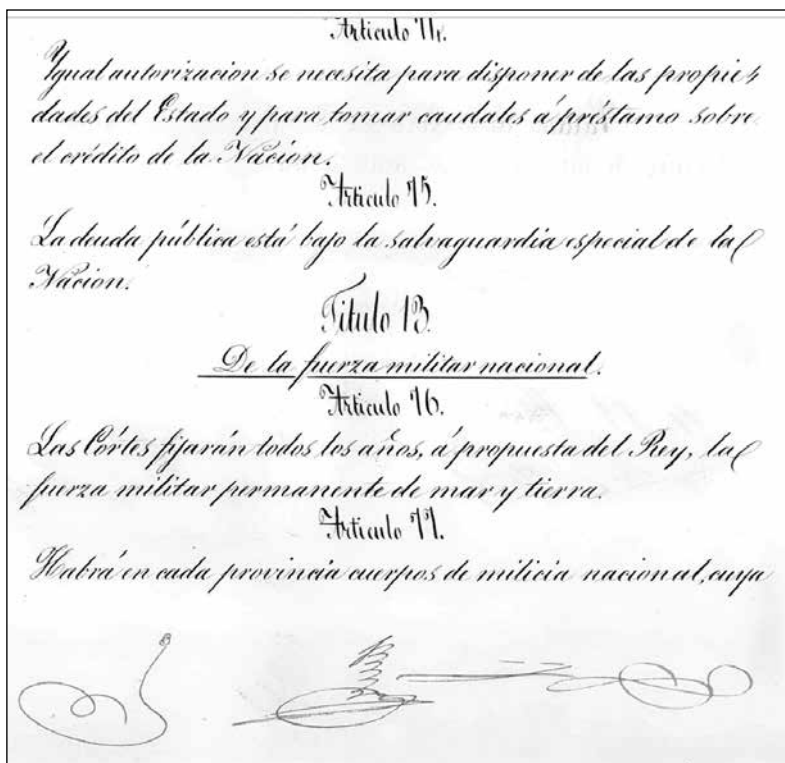 Artículo 74.
Ygual autorizacion se necesita para disponer de las propie-
dades del Estado y para tomar caudales á préstamo sobre
el crédito de la Nacion.
Artículo 75.
La deuda pública está bajo la salvaguardia especial de la
Nacion.
Titulo 13.
De la fuerza militar nacional.
Artículo 76.
Las Córtes fijarán todos los años, á propuesta del Rey, la
fuerza militar permanente de mar y tierra.
Artículo 77.
Habrá en cada provincia cuerpos de milicia nacional, cuya